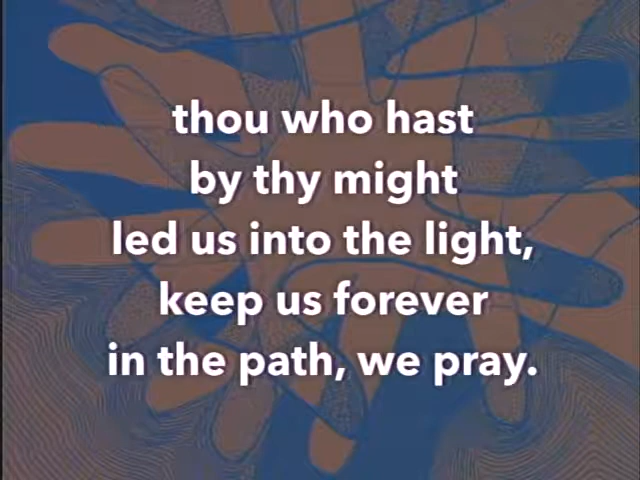 thou who hast
by thy might
led us into the light,
keep us forever
in the path, we pray.